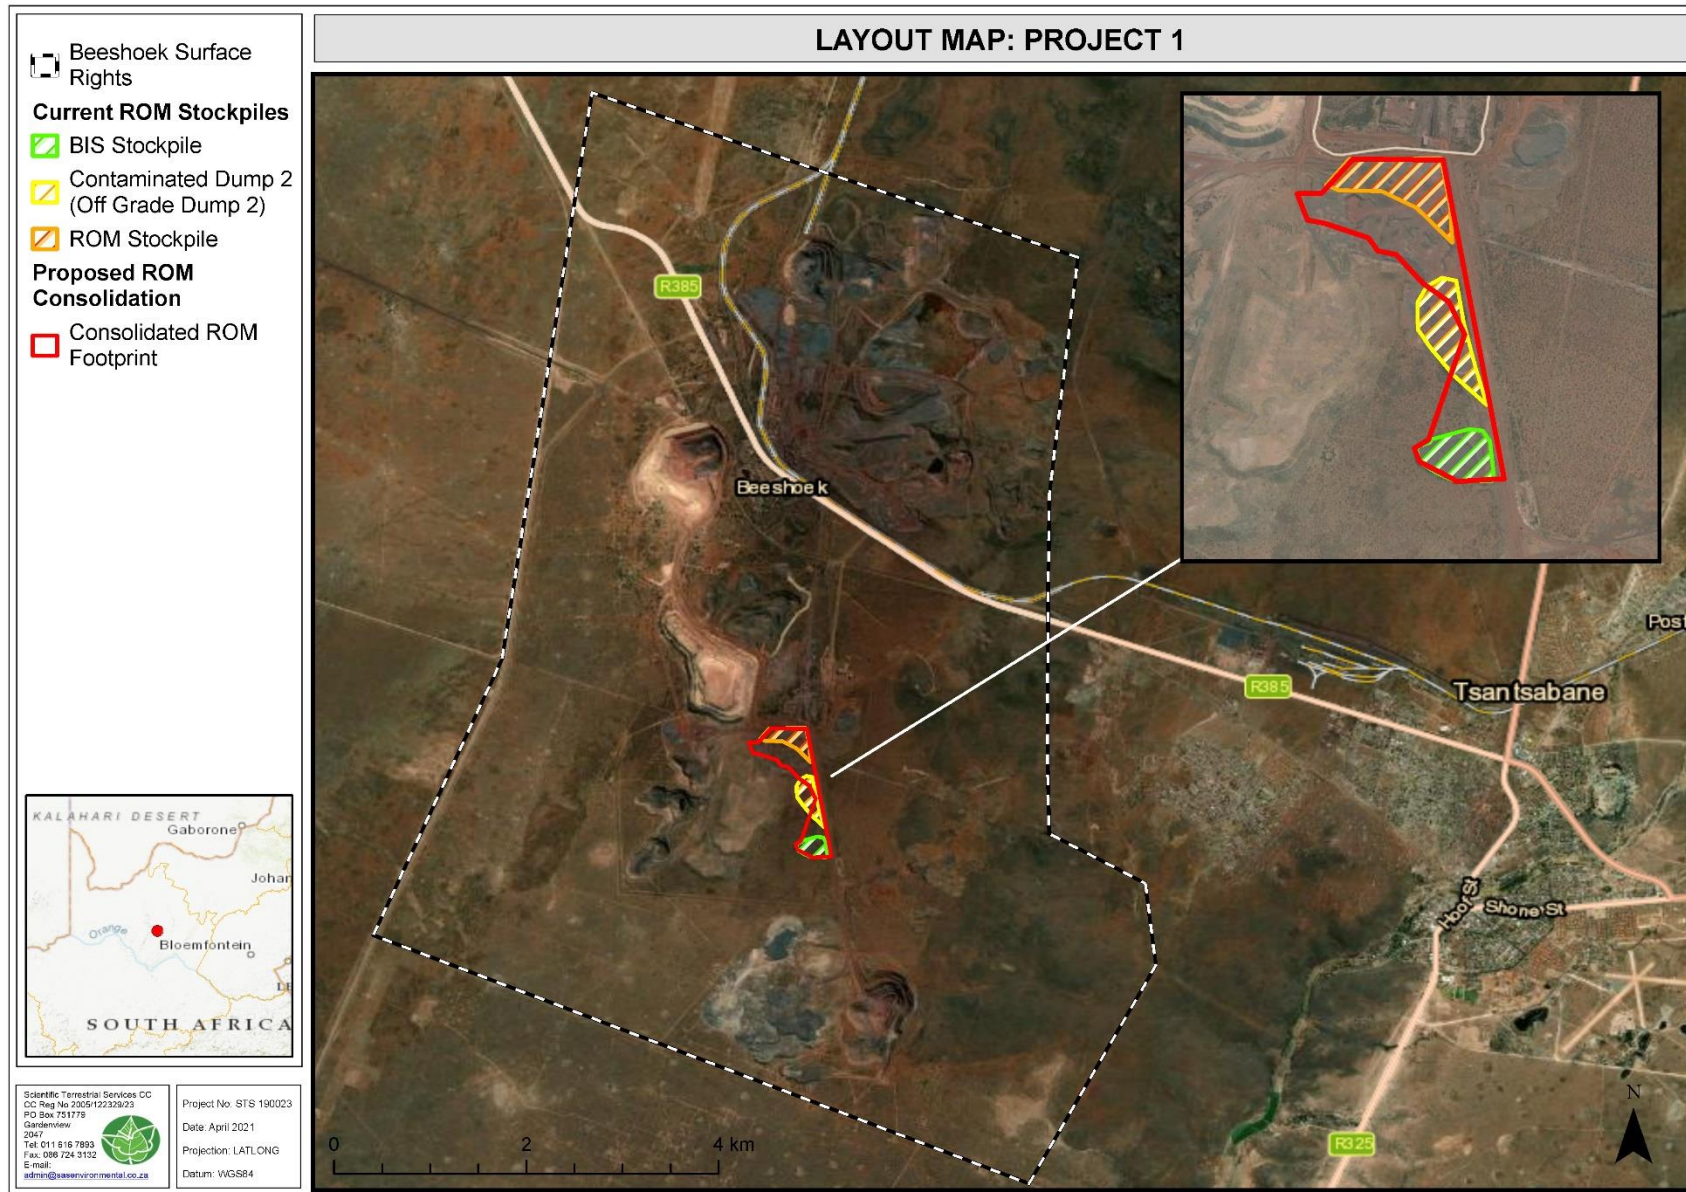 LAYOUT MAP: PROJECT 1
Beeshoek Surface
Rights
Current ROM Stockpiles
BIS Stockpile
Contaminated Dump 2
(Off Grade Dump 2)
ROM Stockpile
Proposed ROM
Consolidation
Consolidated ROM
Footprint
R385
Beeshoek
R385
Tsantsabane
Post
Hoof St
Shone St
R325
N
0 2 4 km
KALAHARI DESERT
Gaborone
Johan
Orange
Bloemfontein
LE
SOUTH AFRICA
Scientific Terrestrial Services CC
CC Reg No 2005/122329/23
PO Box 751779
Gardenview
2047
Tel: 011 616 7893
Fax: 086 724 3132
E-mail:
admin@sasenvironmental.co.za
Project No: STS 190023
Date: April 2021
Projection: LATLONG
Datum: WGS84